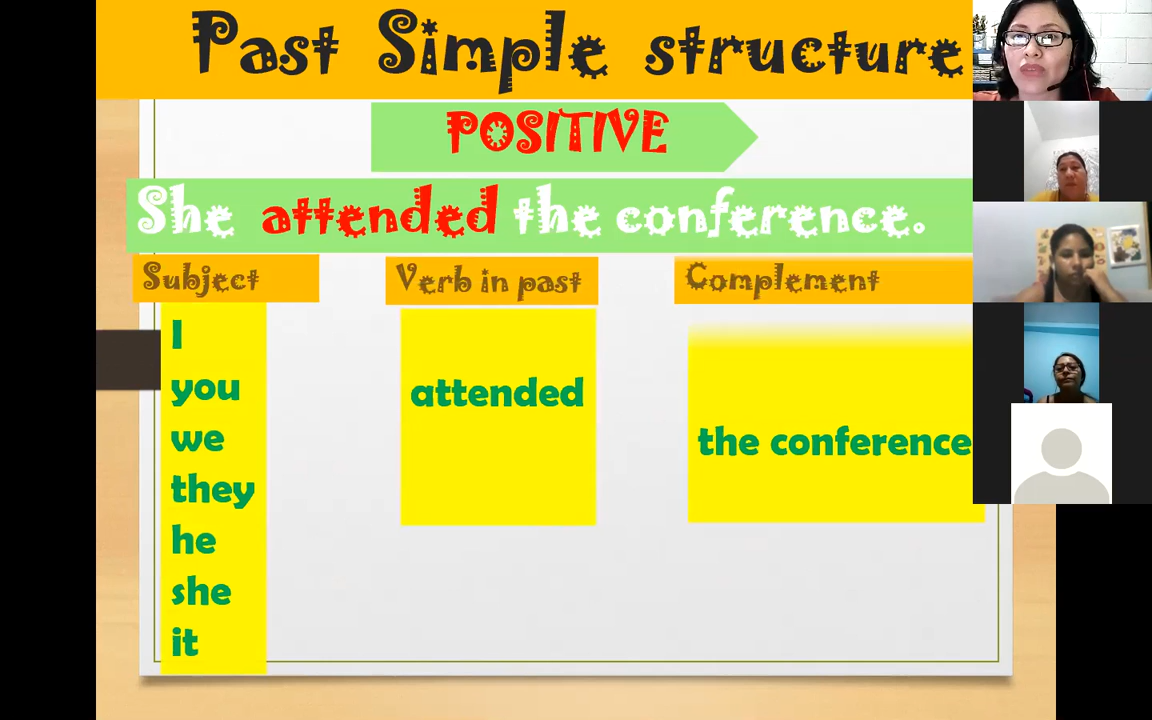 Past Simple structure
POSITIVE
She attended the conference.
Subject
Verb in past
Complement
I
you
we
they
he
she
it
attended
the conference